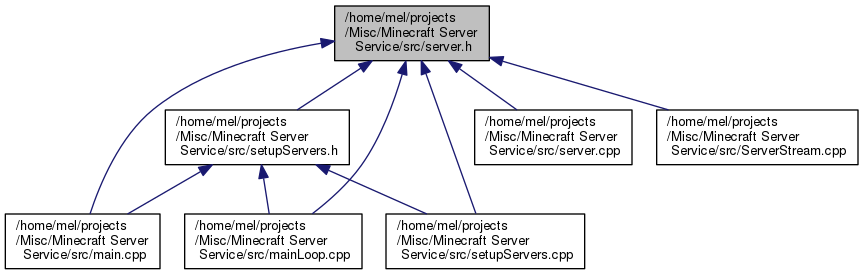 /home/mel/projects
/Misc/Minecraft Server
Service/src/server.h
/home/mel/projects
/Misc/Minecraft Server
Service/src/setupServers.h
/home/mel/projects
/Misc/Minecraft Server
Service/src/server.cpp
/home/mel/projects
/Misc/Minecraft Server
Service/src/ServerStream.cpp
/home/mel/projects
/Misc/Minecraft Server
Service/src/main.cpp
/home/mel/projects
/Misc/Minecraft Server
Service/src/mainLoop.cpp
/home/mel/projects
/Misc/Minecraft Server
Service/src/setupServers.cpp